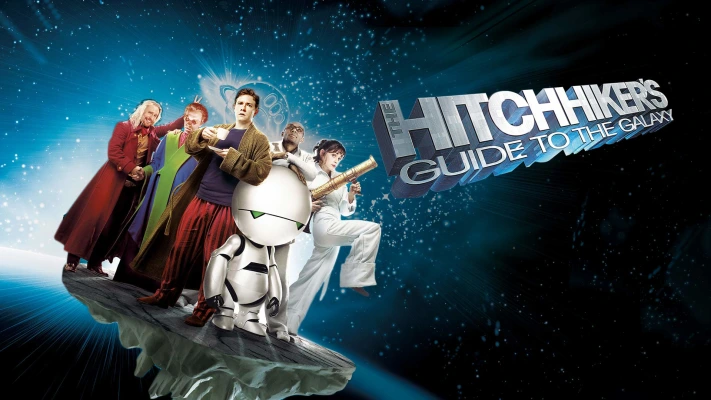 THE
HITCHHIKER'S
GUIDE TO THE GALAXY